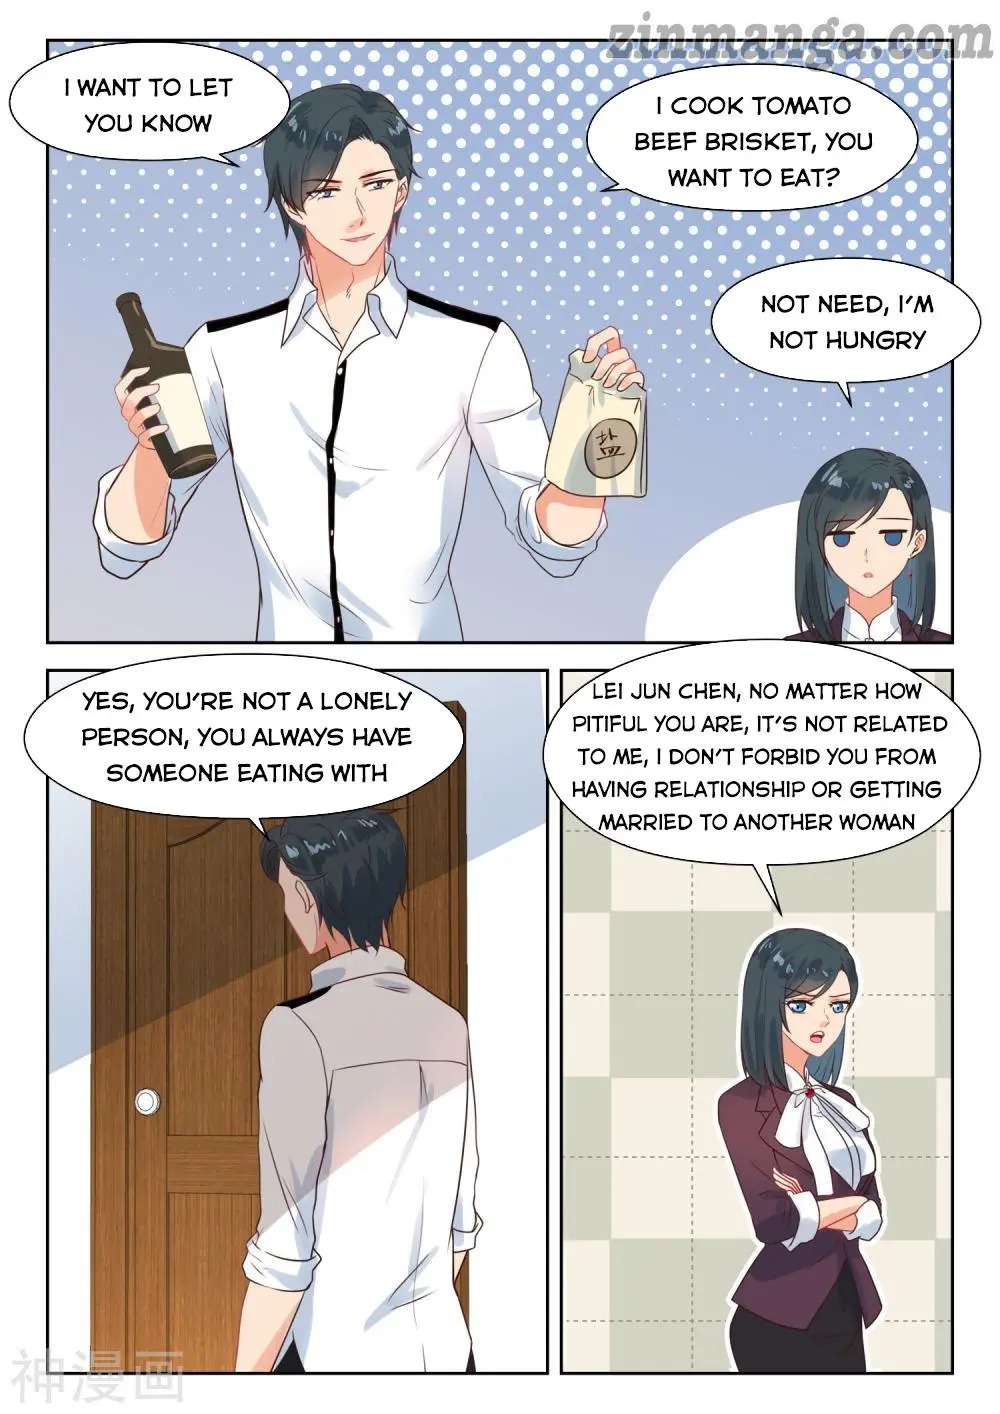 zinmanga.com
I WANT TO LET
YOU KNOW
I COOK TOMATO
BEEF BRISKET, YOU
WANT TO EAT?
NOT NEED, I'M
NOT HUNGRY
盐
YES, YOU'RE NOT A LONELY
PERSON, YOU ALWAYS HAVE
SOMEONE EATING WITH
LEI JUN CHEN, NO MATTER HOW
PITIFUL YOU ARE, IT'S NOT RELATED
TO ME, I DON'T FORBID YOU FROM
HAVING RELATIONSHIP OR GETTING
MARRIED TO ANOTHER WOMAN
神漫画